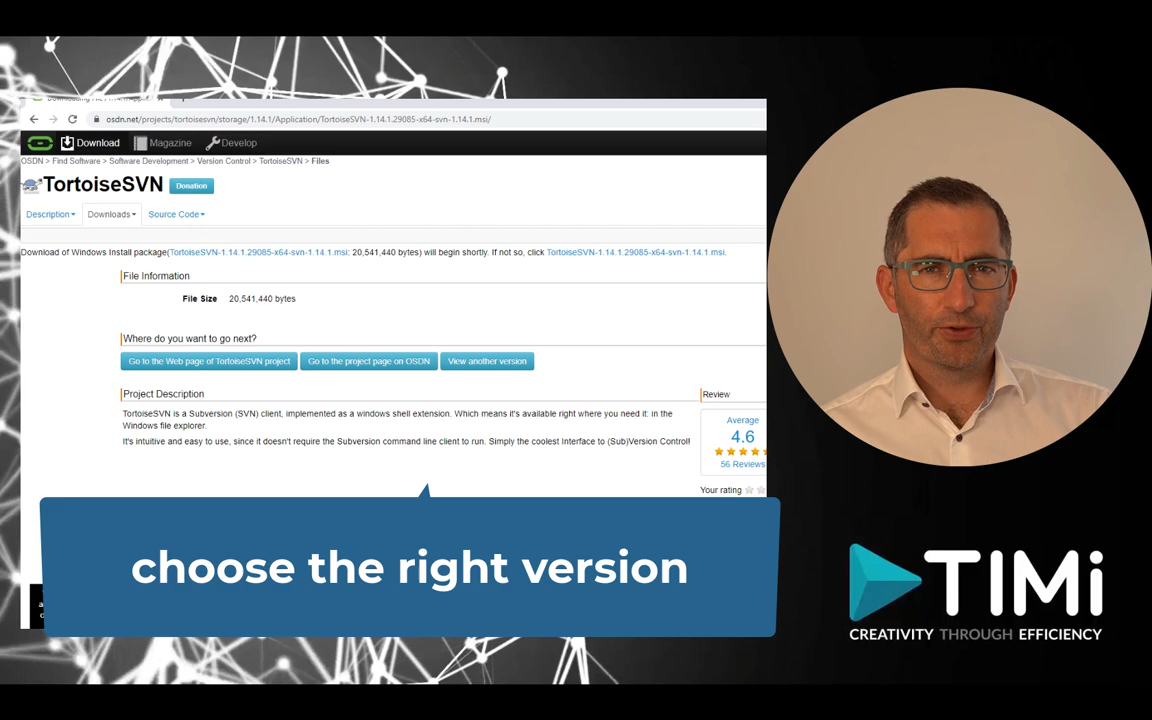 osdn.net/projects/tortoisesvn/storage/1.14.1/Application/TortoiseSVN-1.14.1.29085-x64-svn-1.14.1.msi/
Download Magazine Develop
OSDN > Find Software > Software Development > Version Control > TortoiseSVN > Files
TortoiseSVN Donation
Description Downloads Source Code
Download of Windows Install package(TortoiseSVN-1.14.1.29085-x64-svn-1.14.1.msi: 20,541,440 bytes) will begin shortly. If not so, click TortoiseSVN-1.14.1.29085-x64-svn-1.14.1.msi.
File Information
File Size 20,541,440 bytes
Where do you want to go next?
Go to the Web page of TortoiseSVN project Go to the project page on OSDN View another version
Project Description
TortoiseSVN is a Subversion (SVN) client, implemented as a windows shell extension. Which means it's available right where you need it: in the
Windows file explorer.
It's intuitive and easy to use, since it doesn't require the Subversion command line client to run. Simply the coolest Interface to (Sub)Version Control!
Review
Average
4.6
56 Reviews
Your rating
choose the right version
TIMi
CREATIVITY THROUGH EFFICIENCY